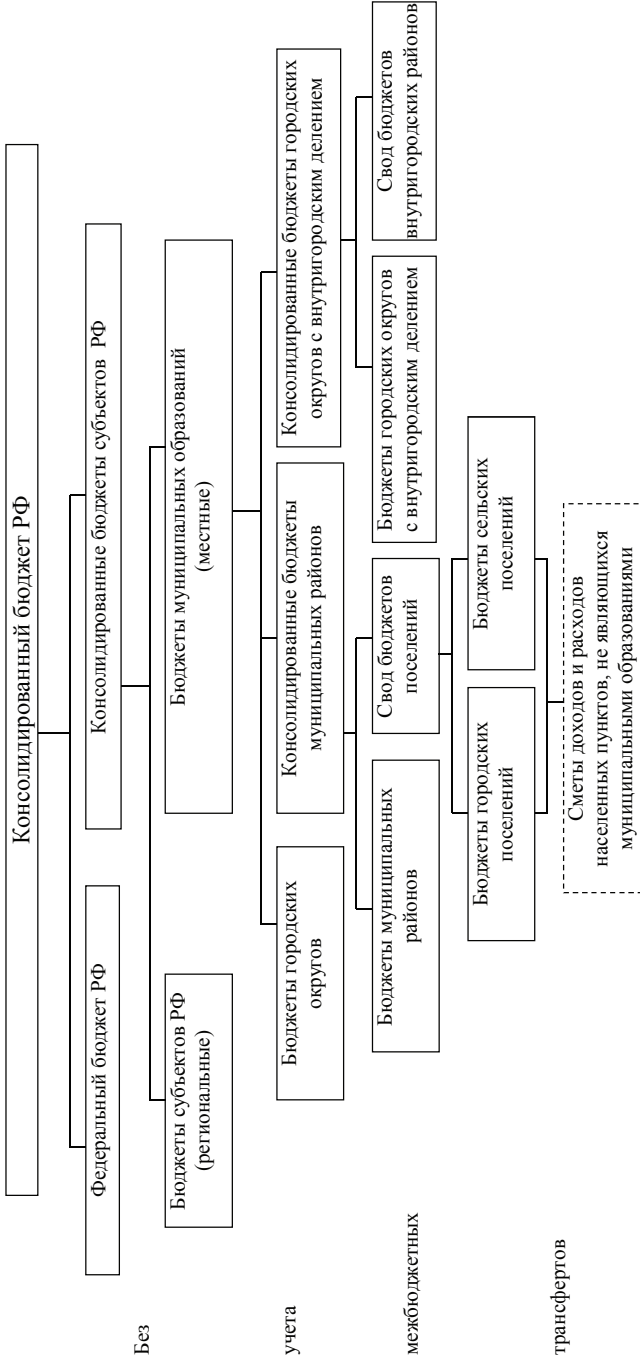 Консолидированный бюджет РФ
Федеральный бюджет РФ
Консолидированные бюджеты субъектов РФ
Без
Бюджеты субъектов РФ
(региональные)
Бюджеты муниципальных образований
(местные)
учета
Бюджеты городских
округов
Консолидированные бюджеты
муниципальных районов
Консолидированные бюджеты городских
округов с внутригородским делением
межбюджетных
Бюджеты муниципальных
районов
Свод бюджетов
поселений
Бюджеты городских округов
с внутригородским делением
Свод бюджетов
внутригородских районов
трансфертов
Бюджеты городских
поселений
Бюджеты сельских
поселений
Сметы доходов и расходов
населенных пунктов, не являющихся
муниципальными образованиями